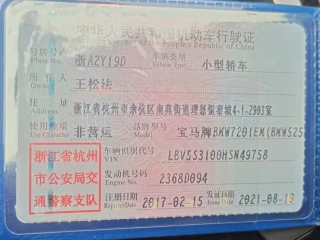 中华人民共和国机动车行驶证
of the People's Republic of China
号牌号码 浙A2Y19D 车辆类型 小型轿车
Plate No. Vehicle Type
所有人 王松法
Owner
住址 浙江省杭州市余杭区南苑街道理想银泰城4-1-2903室
Address
使用性质 非营运 品牌型号 宝马牌BMW7201EM(BMW525
Use Character Model
浙江省杭州
市公安局交
通警察支队
车辆识别代号 LBV5S3100HSN49758
VIN
发动机号码 2368D094
Engine No.
注册日期 2017-02-15 发证日期 2021-08-19
Register Date Issue Date